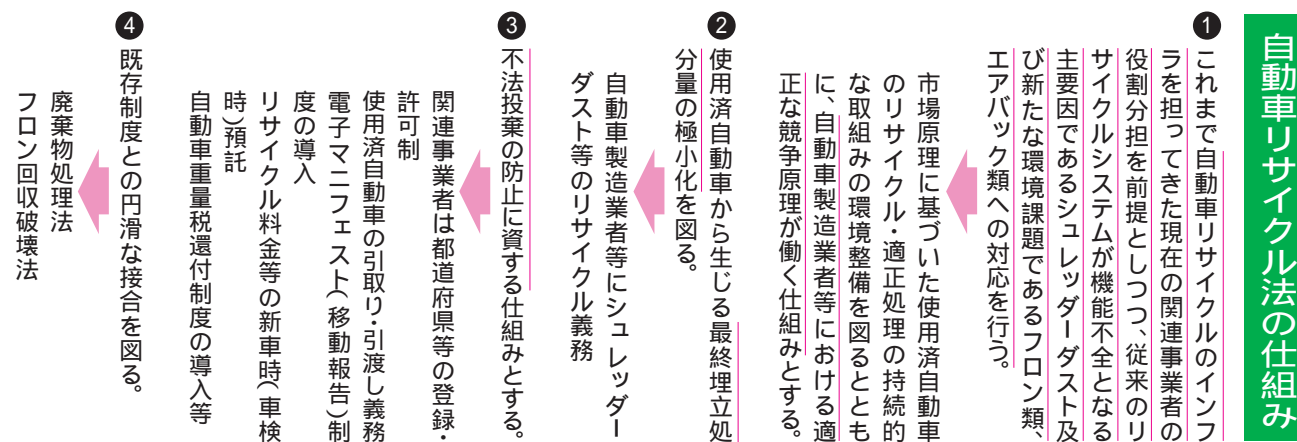 自動車リサイクル法の仕組み
❶
これまで自動車リサイクルのインフ
ラを担ってきた現在の関連事業者の
役割分担を前提としつつ、従来のリ
サイクルシステムが機能不全となる
主要因であるシュレッダーダスト及
び新たな環境課題であるフロン類、
エアバック類への対応を行う。
市場原理に基づいた使用済自動車
のリサイクル・適正処理の持続的
な取組みの環境整備を図るととも
に、自動車製造業者等における適
正な競争原理が働く仕組みとする。
❷
使用済自動車から生じる最終埋立処
分量の極小化を図る。
自動車製造業者等にシュレッダー
ダスト等のリサイクル義務
❸
不法投棄の防止に資する仕組みとする。
関連事業者は都道府県等の登録・
許可制
使用済自動車の引取り・引渡し義務
電子マニフェスト(移動報告)制
度の導入
リサイクル料金等の新車時(車検
時)預託
自動車重量税還付制度の導入等
❹
既存制度との円滑な接合を図る。
廃棄物処理法
フロン回収破壊法